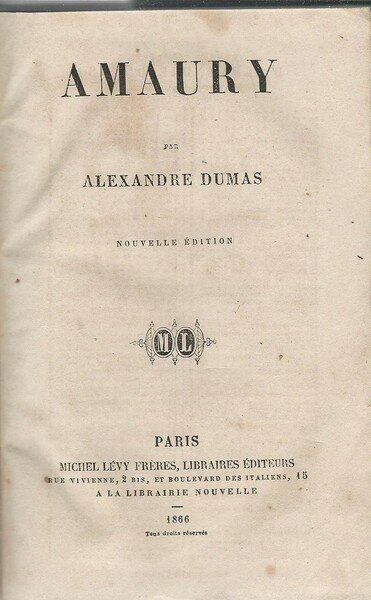 AMAURY
PAR
ALEXANDRE DUMAS
NOUVELLE ÉDITION
ML
PARIS
MICHEL LÉVY FRÈRES, LIBRAIRES ÉDITEURS
RUE VIVIENNE, 2 BIS, ET BOULEVARD DES ITALIENS, 15
A LA LIBRAIRIE NOUVELLE
—
1866
Tous droits réservés